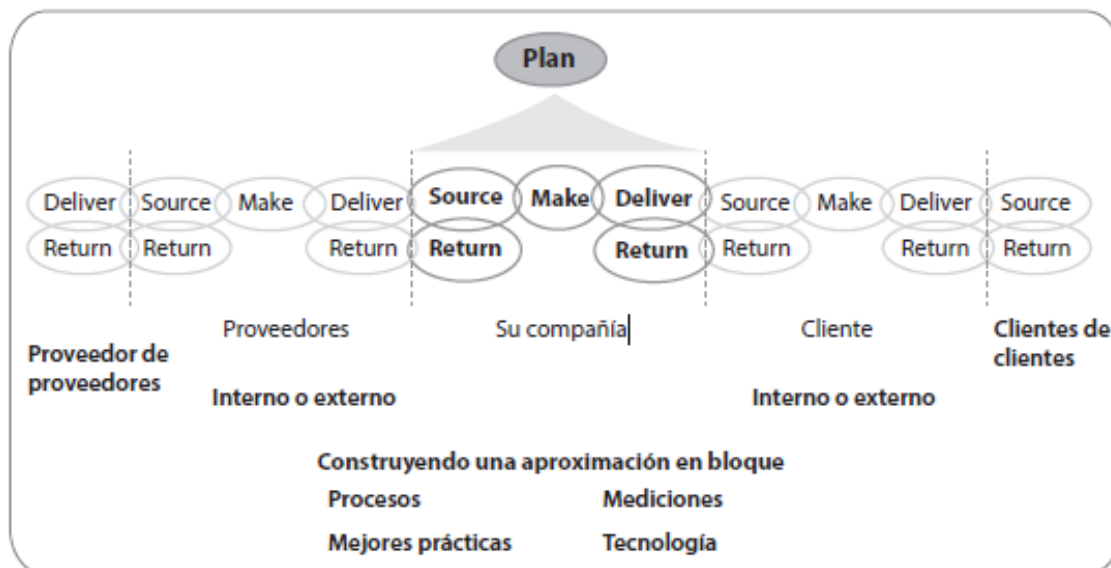 Plan
Deliver Source Make Deliver Source Make Deliver Source Make Deliver Source
Return Return Return Return Return Return Return Return
Proveedores Su compañía Cliente Clientes de
clientes
Proveedor de
proveedores
Interno o externo Interno o externo
Construyendo una aproximación en bloque
Procesos Mediciones
Mejores prácticas Tecnología